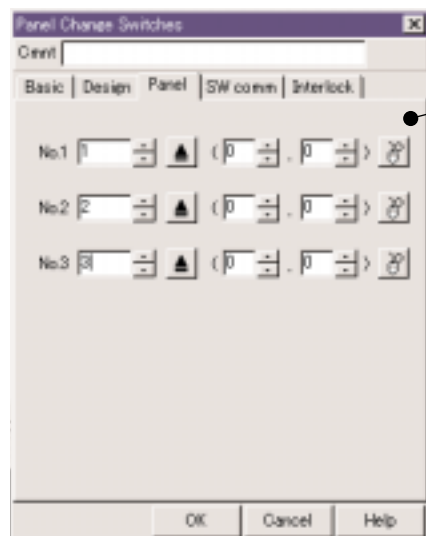 Panel Change Switches
Cmnt
Basic Design Panel SW comm Interlock
No.1 1 ( 0 , 0 )
No.2 2 ( 0 , 0 )
No.3 3 ( 0 , 0 )
OK Cancel Help